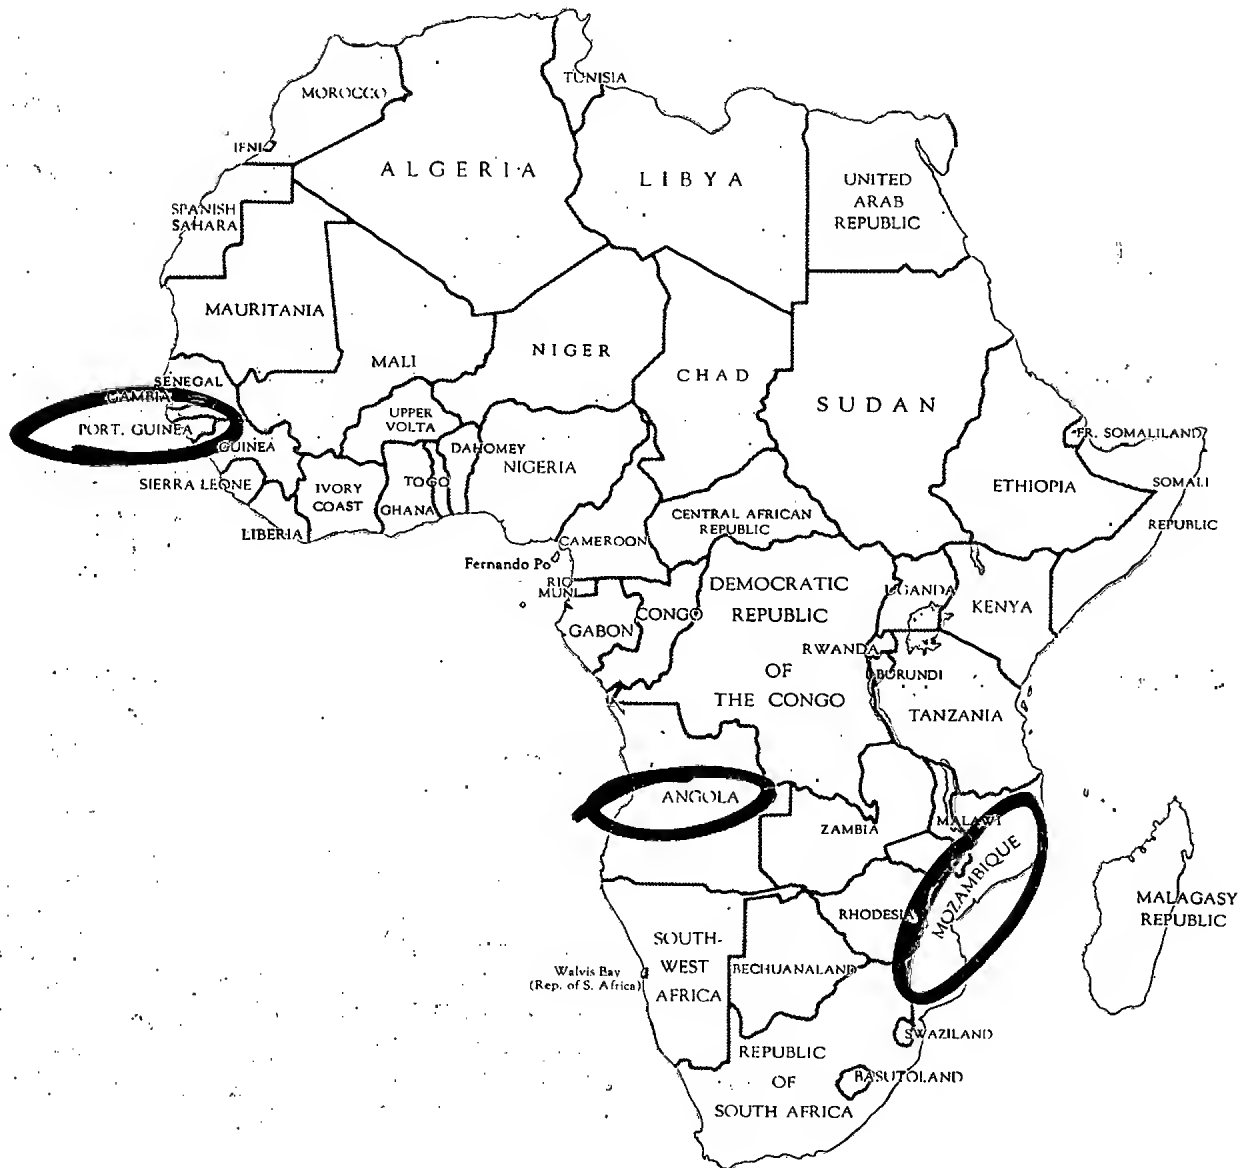 TUNISIA
MOROCCO
IFNI
ALGERIA
LIBYA
UNITED
ARAB
REPUBLIC
SPANISH
SAHARA
MAURITANIA
MALI
NIGER
CHAD
SUDAN
SENEGAL
GAMBIA
PORT. GUINEA
GUINEA
UPPER
VOLTA
DAHOMEY
NIGERIA
FR. SOMALILAND
SIERRA LEONE
IVORY
COAST
TOGO
GHANA
LIBERIA
ETHIOPIA
SOMALI
REPUBLIC
CENTRAL AFRICAN
REPUBLIC
CAMEROON
Fernando Po
RIO
MUNI
GABON
CONGO
DEMOCRATIC
REPUBLIC
OF
THE CONGO
UGANDA
KENYA
RWANDA
BURUNDI
TANZANIA
ANGOLA
ZAMBIA
MALAWI
MOZAMBIQUE
RHODESIA
MALAGASY
REPUBLIC
SOUTH-
WEST
AFRICA
Walvis Bay
(Rep. of S. Africa)
BECHUANALAND
SWAZILAND
REPUBLIC
OF
SOUTH AFRICA
BASUTOLAND